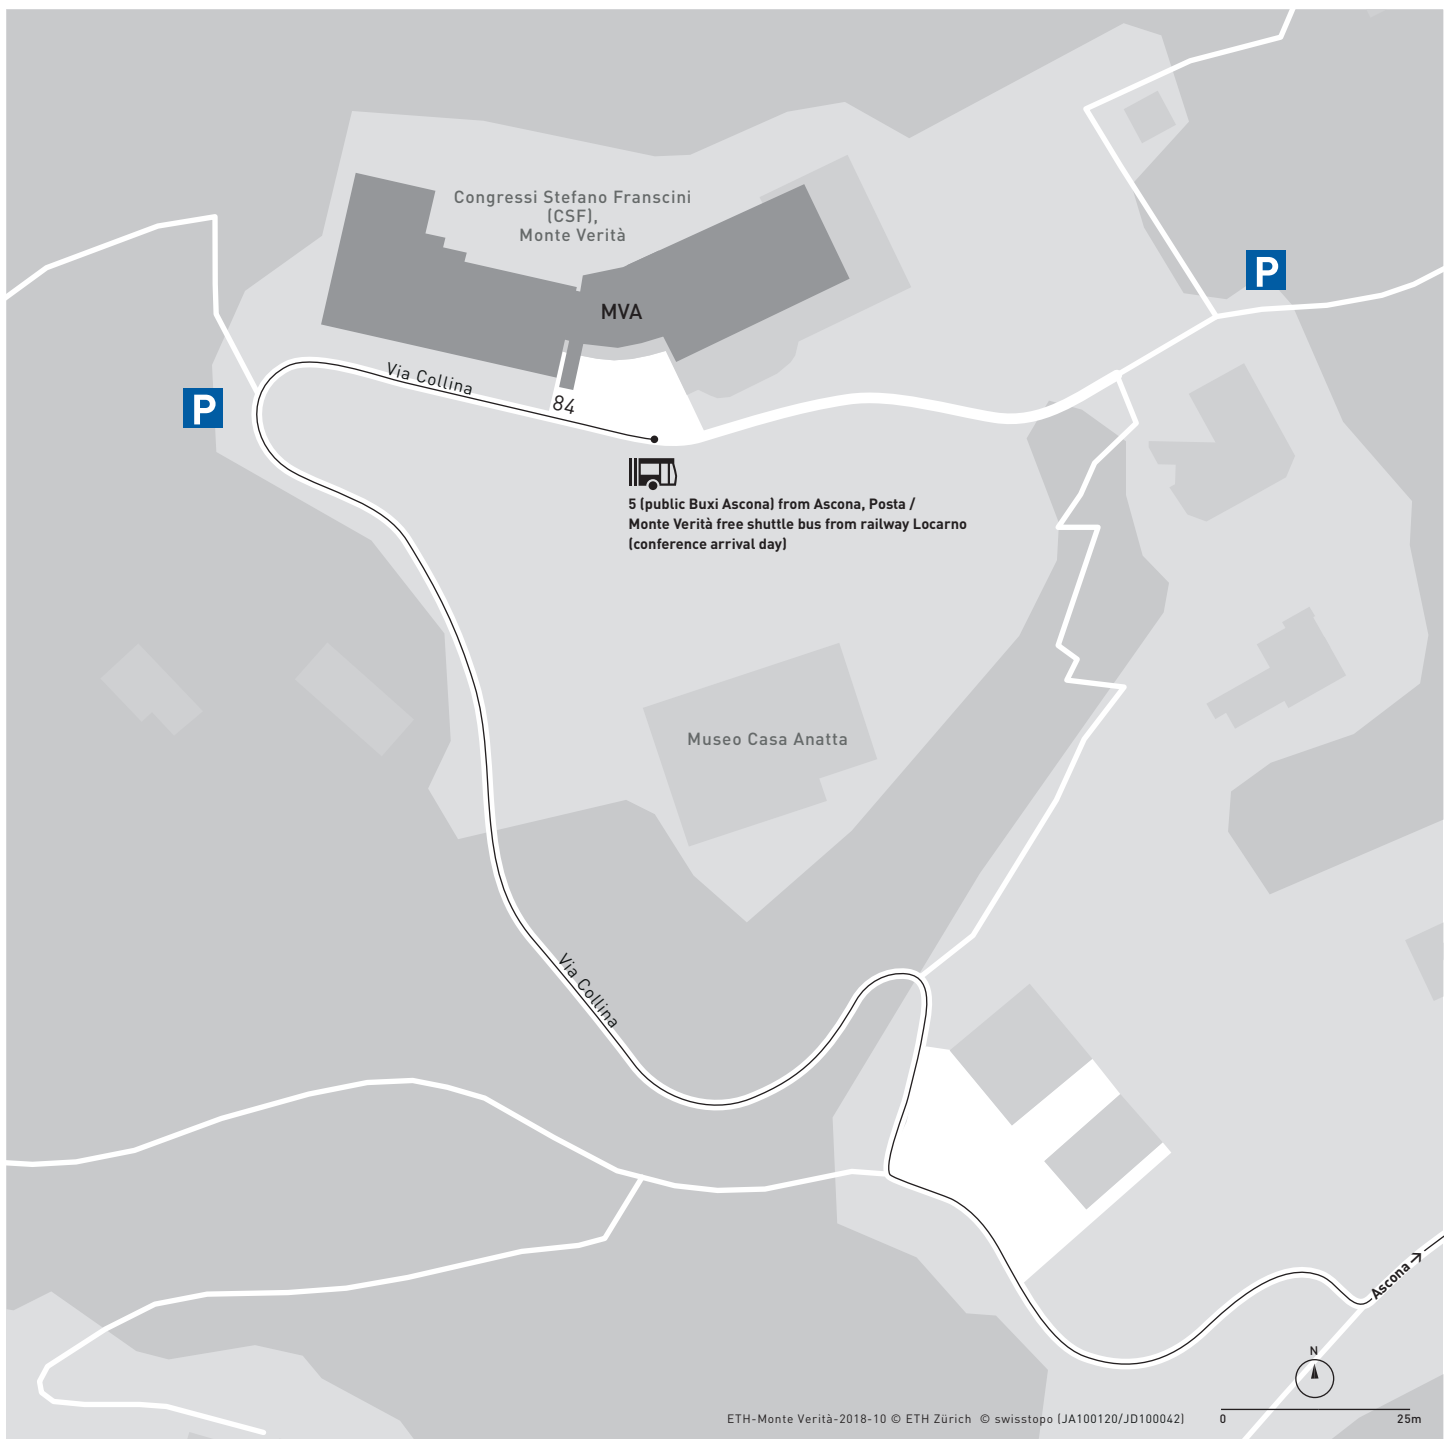 Congressi Stefano Franscini
(CSF),
Monte Verità
P
MVA
Via Collina
P
84
5 (public Buxi Ascona) from Ascona, Posta /
Monte Verità free shuttle bus from railway Locarno
(conference arrival day)
Museo Casa Anatta
Via Collina
Ascona →
N
ETH-Monte Verità-2018-10 © ETH Zürich © swisstopo (JA100120/JD100042)
0 25m